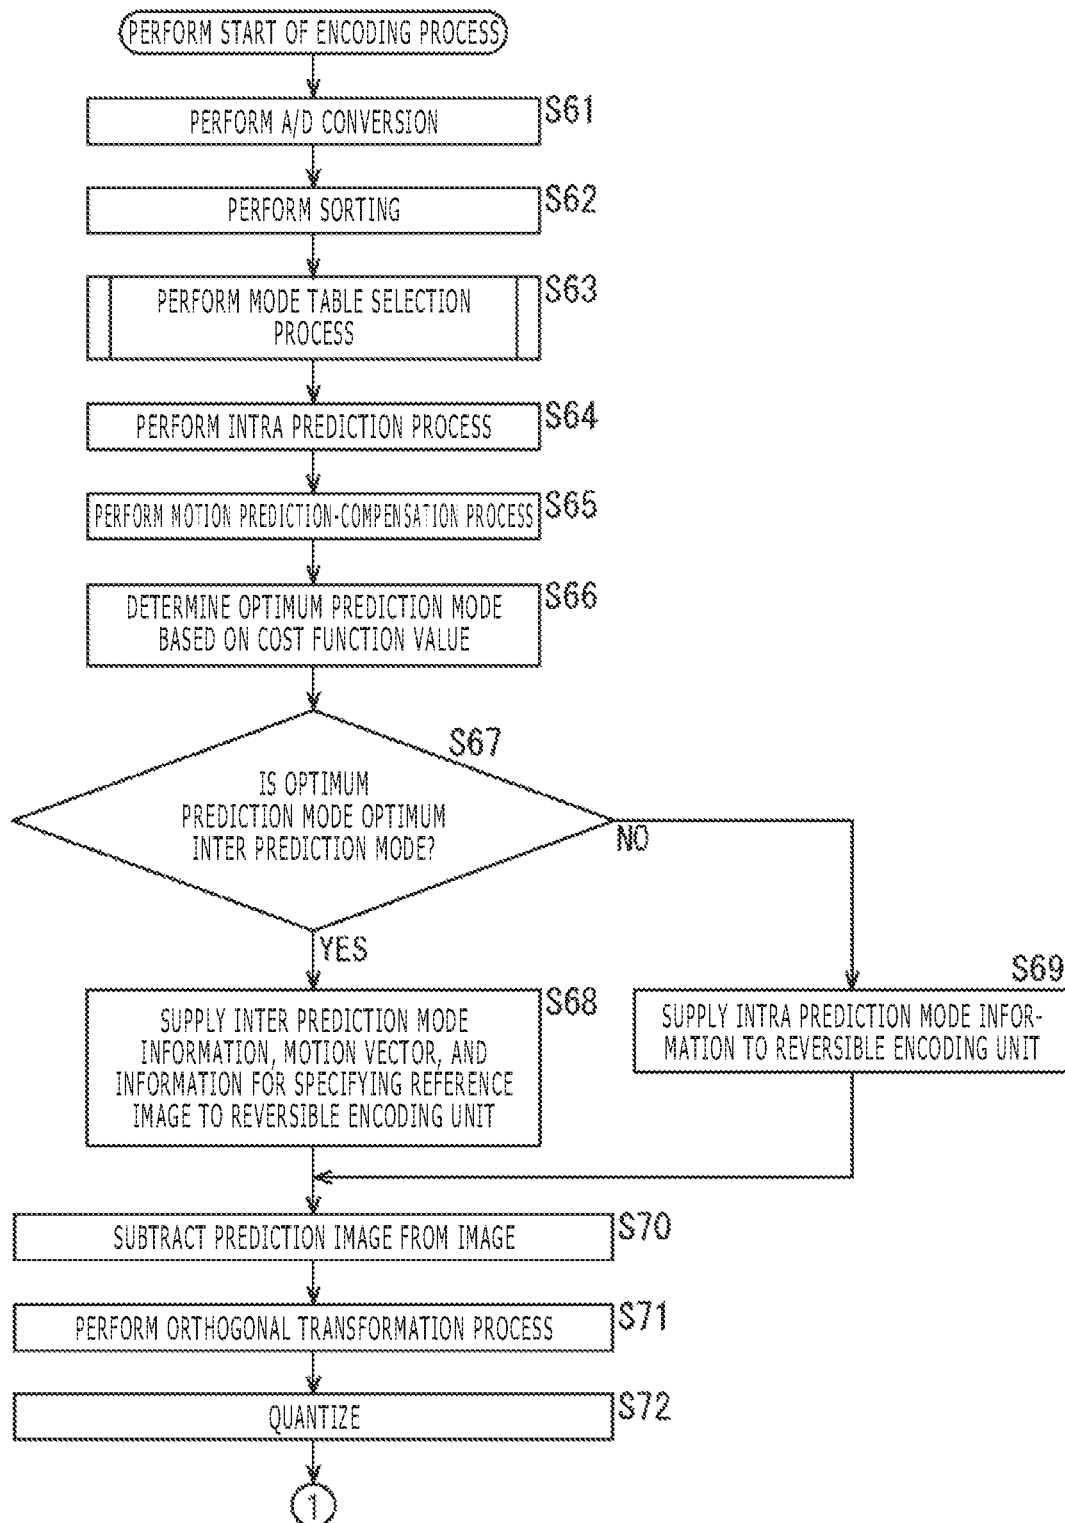 PERFORM START OF ENCODING PROCESS
S61
PERFORM A/D CONVERSION
S62
PERFORM SORTING
S63
PERFORM MODE TABLE SELECTION
PROCESS
S64
PERFORM INTRA PREDICTION PROCESS
S65
PERFORM MOTION PREDICTION-COMPENSATION PROCESS
S66
DETERMINE OPTIMUM PREDICTION MODE
BASED ON COST FUNCTION VALUE
S67
IS OPTIMUM
PREDICTION MODE OPTIMUM
INTER PREDICTION MODE?
NO
YES
S68
SUPPLY INTER PREDICTION MODE
INFORMATION, MOTION VECTOR, AND
INFORMATION FOR SPECIFYING REFERENCE
IMAGE TO REVERSIBLE ENCODING UNIT
S69
SUPPLY INTRA PREDICTION MODE INFOR-
MATION TO REVERSIBLE ENCODING UNIT
S70
SUBTRACT PREDICTION IMAGE FROM IMAGE
S71
PERFORM ORTHOGONAL TRANSFORMATION PROCESS
S72
QUANTIZE
1